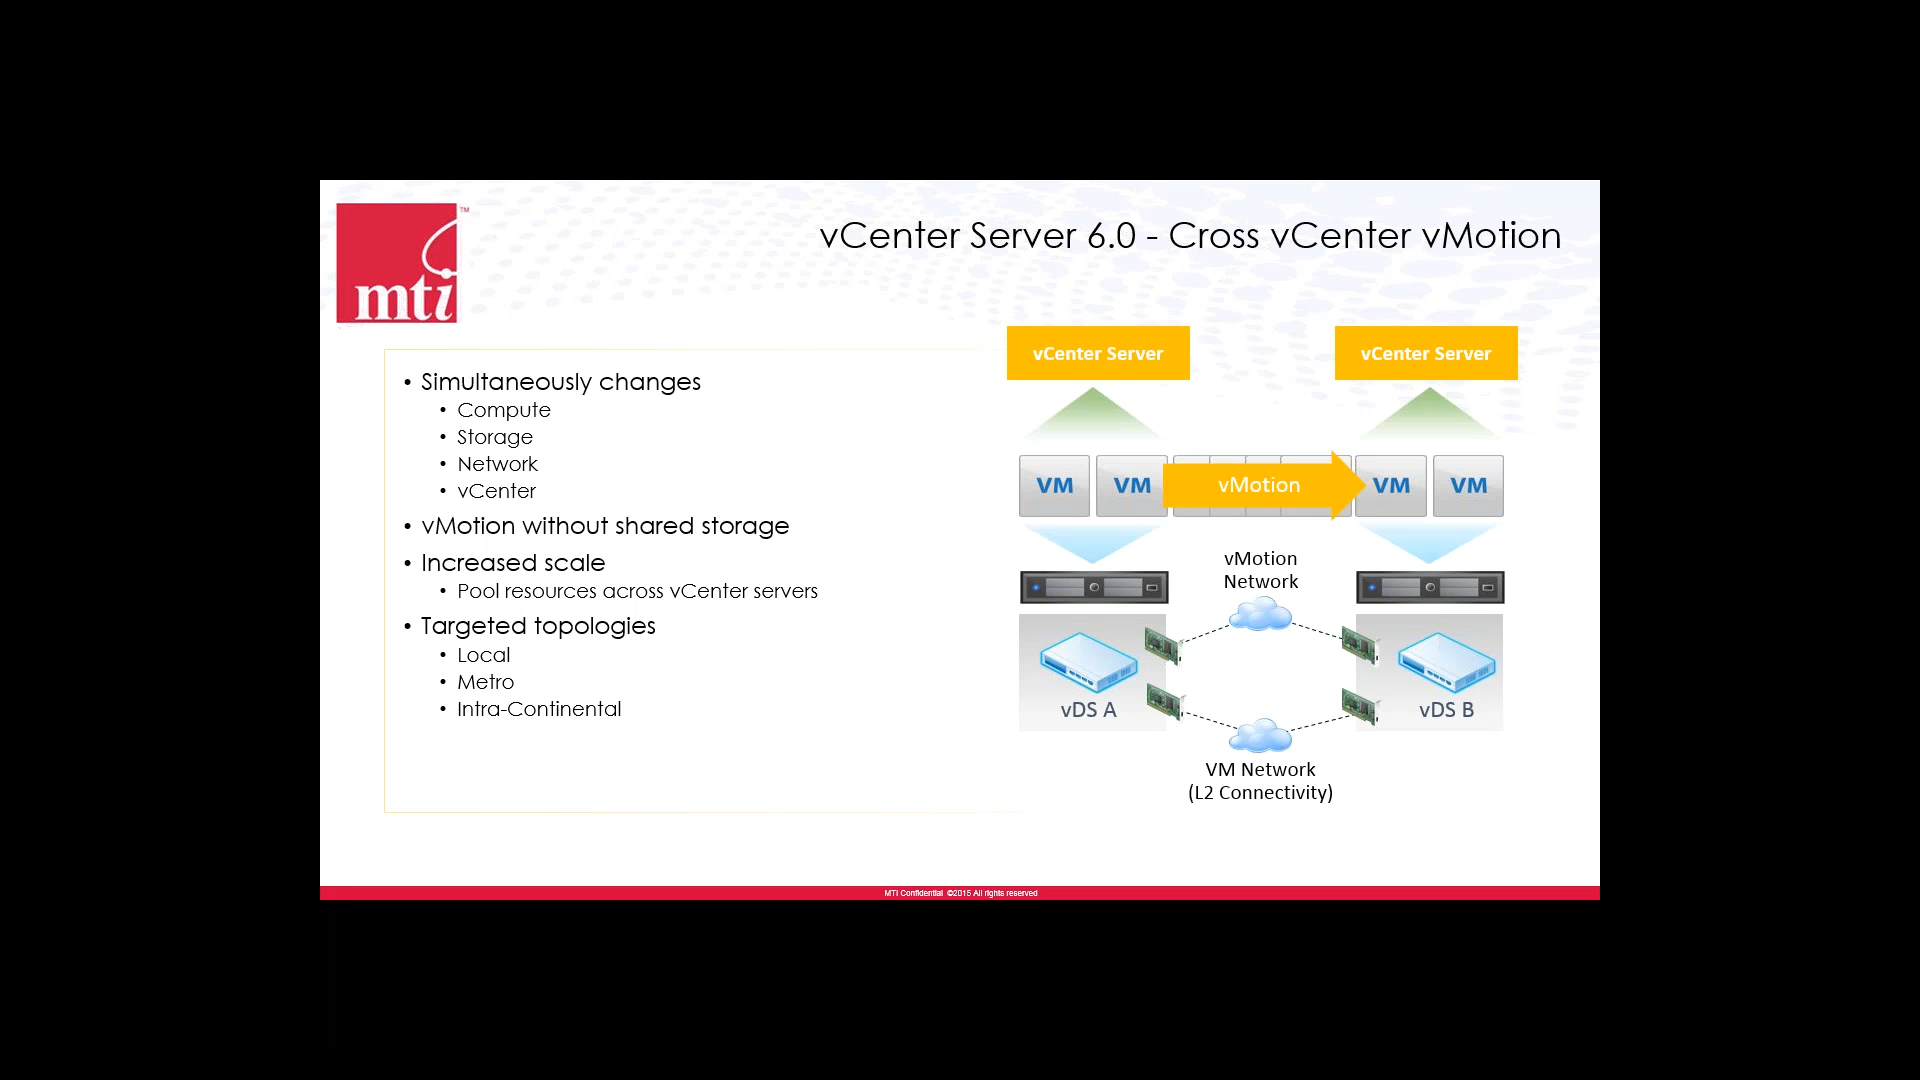 mti
TM
vCenter Server 6.0 - Cross vCenter vMotion
• Simultaneously changes
• Compute
• Storage
• Network
• vCenter
• vMotion without shared storage
• Increased scale
• Pool resources across vCenter servers
• Targeted topologies
• Local
• Metro
• Intra-Continental
vCenter Server
vCenter Server
VM
VM
vMotion
VM
VM
vMotion
Network
vDS A
vDS B
VM Network
(L2 Connectivity)
MTI Confidential ©2015 All rights reserved